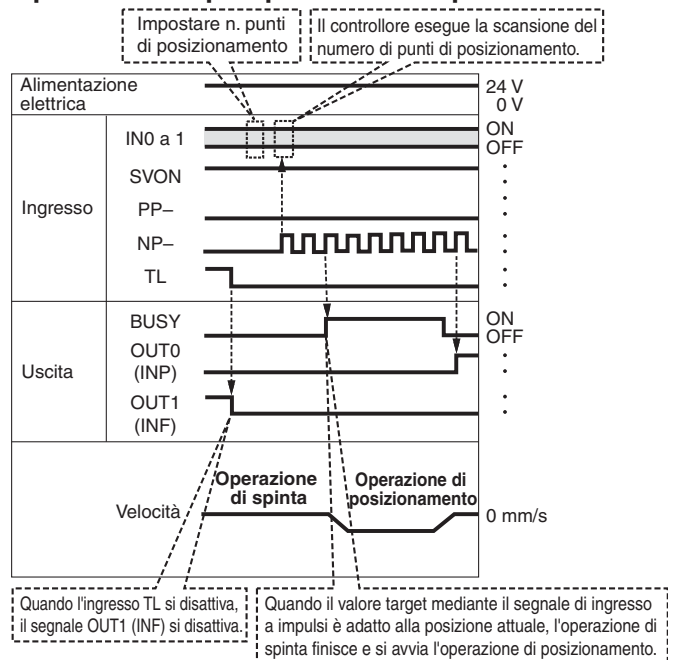 Impostare n. punti
di posizionamento
Il controllore esegue la scansione del
numero di punti di posizionamento.
Alimentazione
elettrica
24 V
0 V
Ingresso
IN0 a 1
ON
OFF
SVON
PP–
NP–
TL
Uscita
BUSY
ON
OFF
OUT0
(INP)
OUT1
(INF)
Velocità
Operazione
di spinta
Operazione di
posizionamento
0 mm/s
Quando l'ingresso TL si disattiva,
il segnale OUT1 (INF) si disattiva.
Quando il valore target mediante il segnale di ingresso
a impulsi è adatto alla posizione attuale, l'operazione di
spinta finisce e si avvia l'operazione di posizionamento.